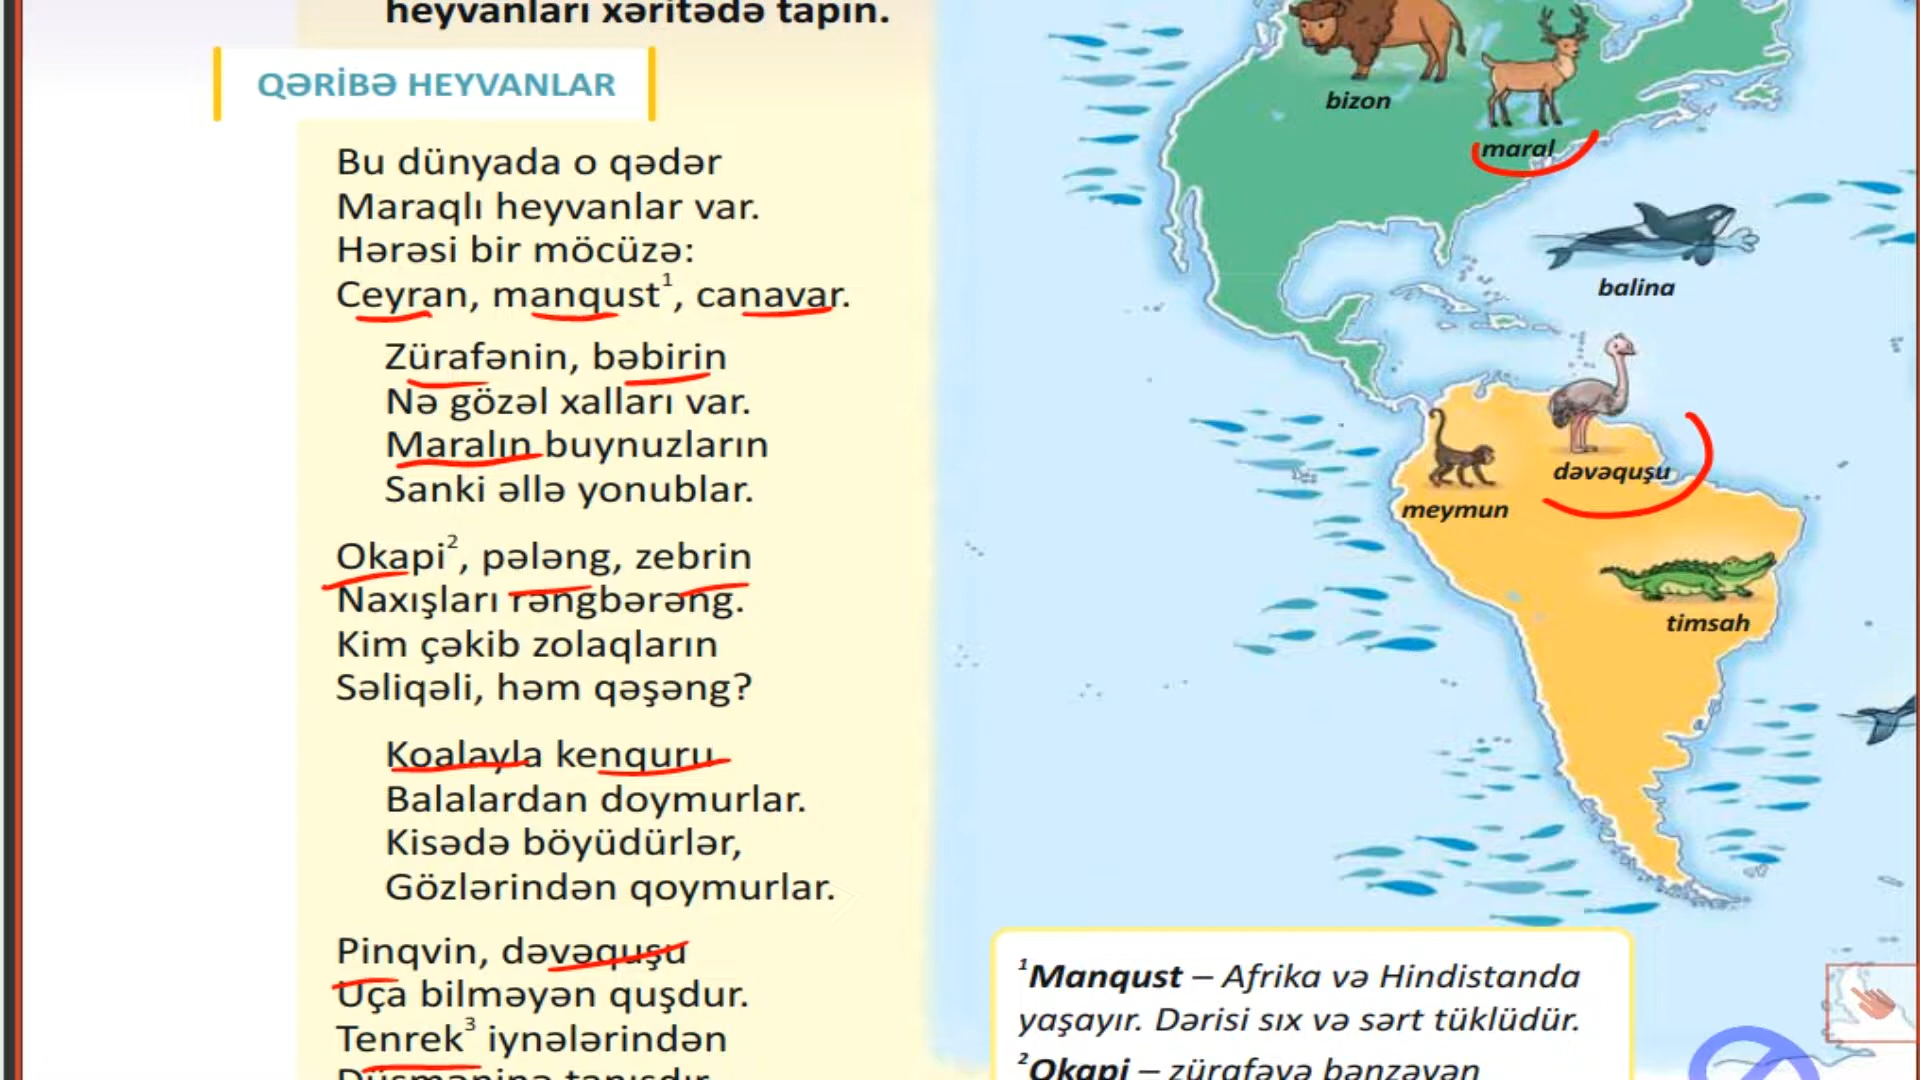 heyvanları xəritədə tapın.
QƏRİBƏ HEYVANLAR
Bu dünyada o qədər
Maraqlı heyvanlar var.
Hərəsi bir möcüzə:
Ceyran, manqust¹, canavar.
Zürafənin, bəbirin
Nə gözəl xalları var.
Maralın buynuzların
Sanki əllə yonublar.
Okapi², pələng, zebrin
Naxışları rəngbərəng.
Kim çəkib zolaqların
Səliqəli, həm qəşəng?
Koalayla kenquru
Balalardan doymurlar.
Kisədə böyüdürlər,
Gözlərindən qoymurlar.
Pinqvin, dəvəquşu
Uça bilməyən quşdur.
Tenrek³ iynələrindən
bizon
maral
balina
dəvəquşu
meymun
timsah
¹Manqust – Afrika və Hindistanda
yaşayır. Dərisi sıx və sərt tüklüdür.
²Okapi – zürafəyə bənzəyən